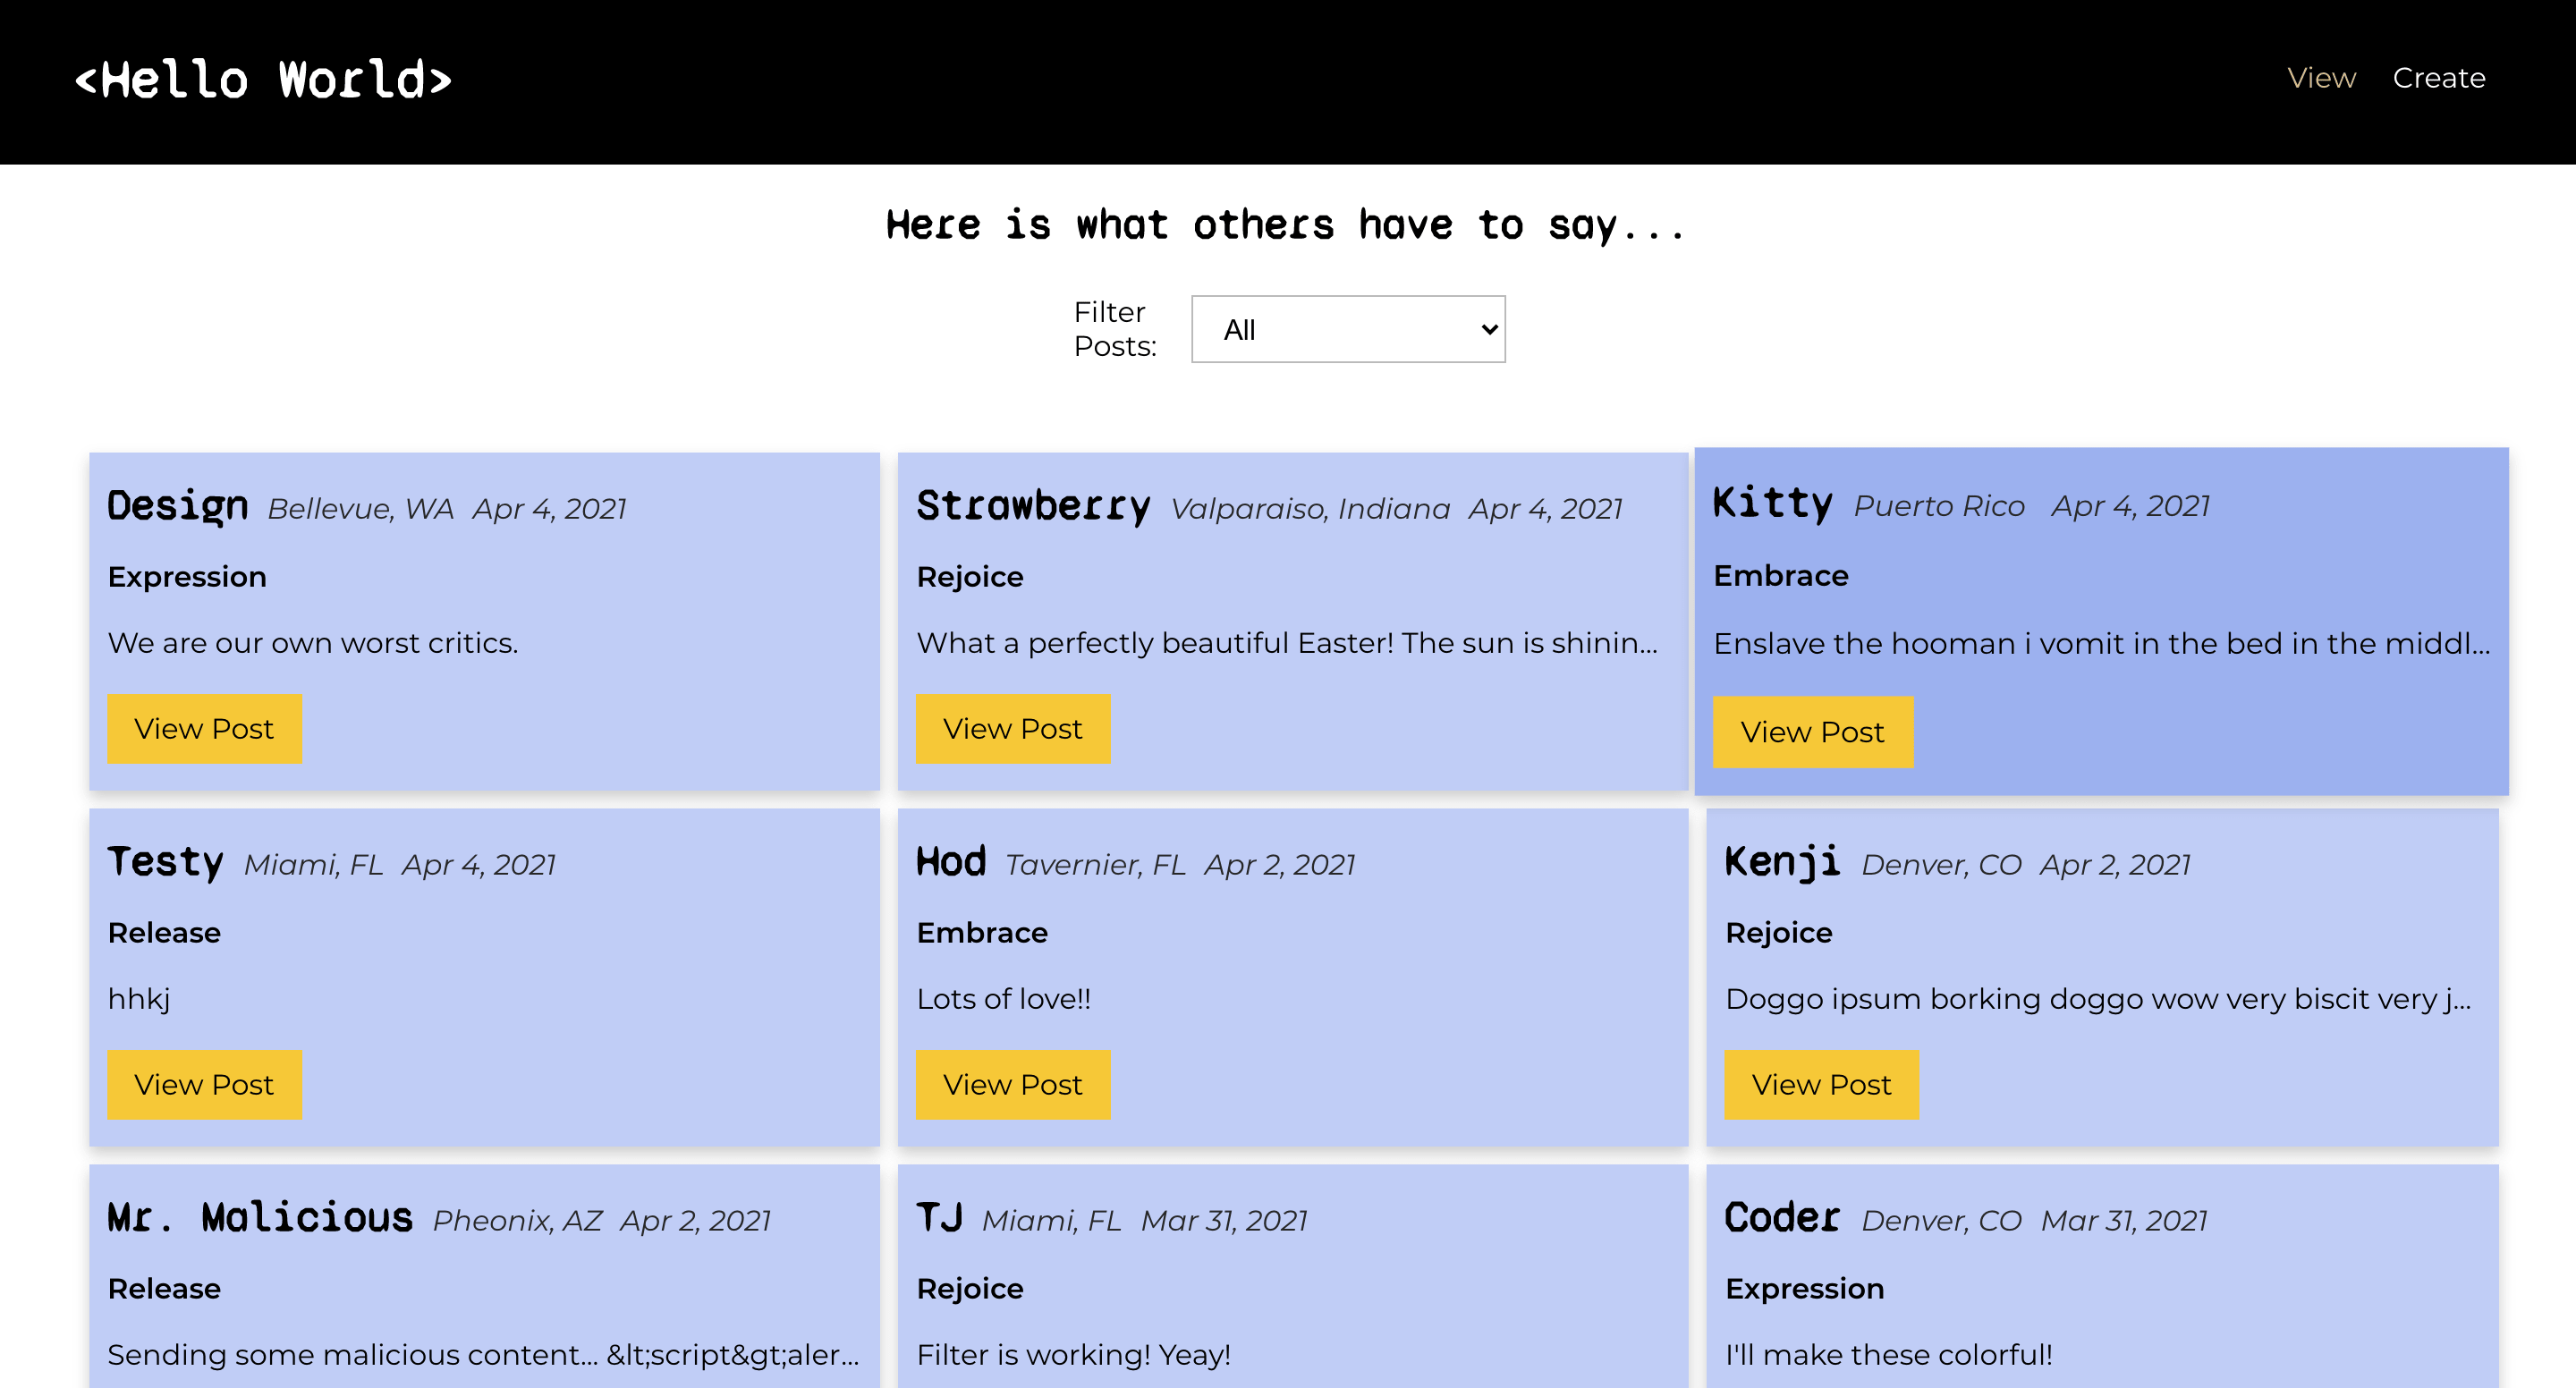 <Hello World>
View Create
Here is what others have to say...
Filter
Posts:
All
Design Bellevue, WA Apr 4, 2021
Expression
We are our own worst critics.
View Post
Strawberry Valparaiso, Indiana Apr 4, 2021
Rejoice
What a perfectly beautiful Easter! The sun is shinin...
View Post
Kitty Puerto Rico Apr 4, 2021
Embrace
Enslave the hooman i vomit in the bed in the middl...
View Post
Testy Miami, FL Apr 4, 2021
Release
hhkj
View Post
Hod Tavernier, FL Apr 2, 2021
Embrace
Lots of love!!
View Post
Kenji Denver, CO Apr 2, 2021
Rejoice
Doggo ipsum borking doggo wow very biscit very j...
View Post
Mr. Malicious Pheonix, AZ Apr 2, 2021
Release
Sending some malicious content... &lt;script&gt;aler...
TJ Miami, FL Mar 31, 2021
Rejoice
Filter is working! Yeay!
Coder Denver, CO Mar 31, 2021
Expression
I'll make these colorful!